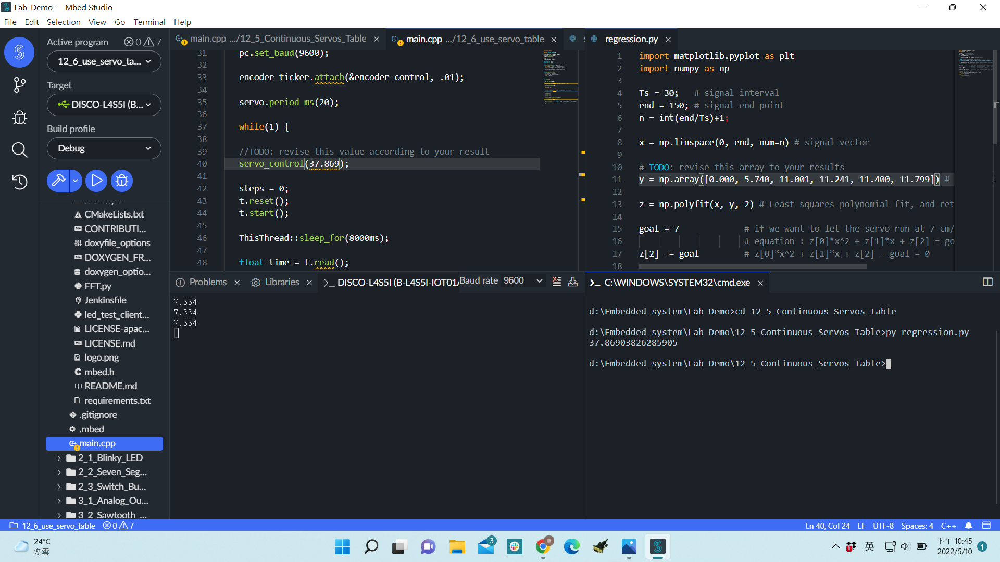 Lab_Demo — Mbed Studio
File Edit Selection View Go Terminal Help
Active program 0 7
12_6_use_servo_ta...
Target
DISCO-L4S5I (B...
Build profile
Debug
CMakeLists.txt
CONTRIBUTI...
doxyfile_options
DOXYGEN_FR...
doxygen_optio...
FFT.py
Jenkinsfile
led_test_client...
LICENSE-apac...
LICENSE.md
logo.png
mbed.h
README.md
requirements.txt
.gitignore
.mbed
main.cpp
2_1_Blinky_LED
2_2_Seven_Seg...
2_3_Switch_Bu...
3_1_Analog_Ou...
3_2_Sawtooth_...
main.cpp .../12_5_Continuous_Servos_Table
main.cpp .../12_6_use_servo_table
31 pc.set_baud(9600);
32
33 encoder_ticker.attach(&encoder_control, .01);
34
35 servo.period_ms(20);
36
37 while(1) {
38
39 //TODO: revise this value according to your result
40 servo_control(37.869);
41
42 steps = 0;
43 t.reset();
44 t.start();
45
46 ThisThread::sleep_for(8000ms);
47
48 float time = t.read();
regression.py
1 import matplotlib.pyplot as plt
2 import numpy as np
3
4 Ts = 30; # signal interval
5 end = 150; # signal end point
6 n = int(end/Ts)+1;
7
8 x = np.linspace(0, end, num=n) # signal vector
9
10 # TODO: revise this array to your results
11 y = np.array([0.000, 5.740, 11.001, 11.241, 11.400, 11.799]) #
12
13 z = np.polyfit(x, y, 2) # Least squares polynomial fit, and ret
14
15 goal = 7 # if we want to let the servo run at 7 cm/
16 # equation : z[0]*x^2 + z[1]*x + z[2] = go
17 z[2] -= goal # z[0]*x^2 + z[1]*x + z[2] - goal = 0
18
Problems Libraries DISCO-L4S5I (B-L4S5I-IOT01A Baud rate 9600
7.334
7.334
7.334
C:\WINDOWS\SYSTEM32\cmd.exe
d:\Embedded_system\Lab_Demo>cd 12_5_Continuous_Servos_Table
d:\Embedded_system\Lab_Demo\12_5_Continuous_Servos_Table>py regression.py
37.86903826285905
d:\Embedded_system\Lab_Demo\12_5_Continuous_Servos_Table>
12_6_use_servo_table 0 7
Ln 40, Col 24 LF UTF-8 Spaces: 4 C++
24°C
多雲
3
1
英
下午 10:45
2022/5/10
1